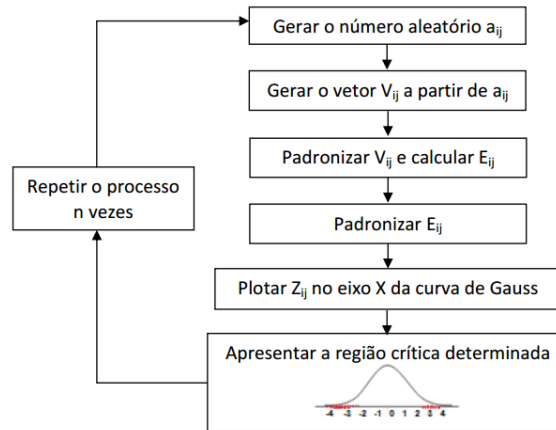 Gerar o número aleatório aij
Gerar o vetor Vij a partir de aij
Padronizar Vij e calcular Eij
Repetir o processo
n vezes
Padronizar Eij
Plotar Zij no eixo X da curva de Gauss
Apresentar a região crítica determinada
-4 -3 -2 -1 0 1 2 3 4